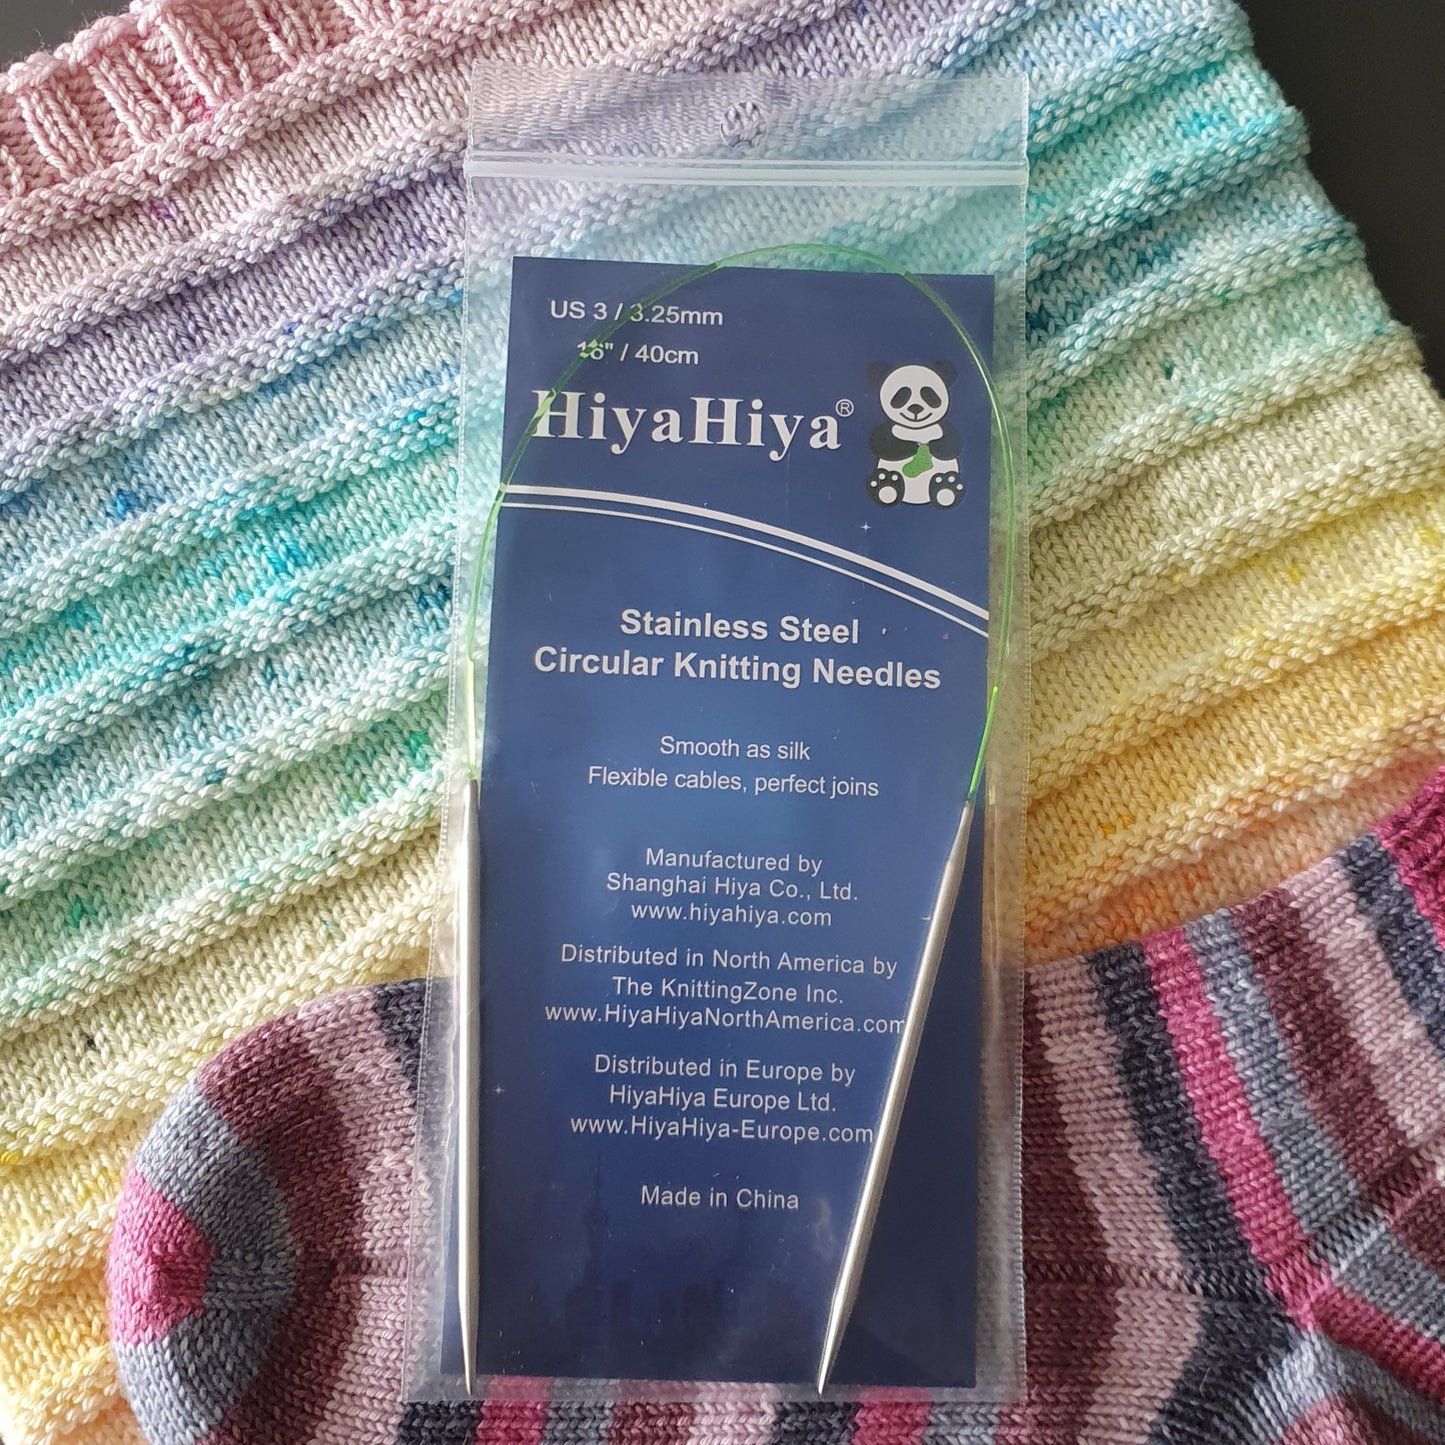 US 3 / 3.25mm
16" / 40cm
HiyaHiya®
Stainless Steel
Circular Knitting Needles
Smooth as silk
Flexible cables, perfect joins
Manufactured by
Shanghai Hiya Co., Ltd.
www.hiyahiya.com
Distributed in North America by
The KnittingZone Inc.
www.HiyaHiyaNorthAmerica.com
Distributed in Europe by
HiyaHiya Europe Ltd.
www.HiyaHiya-Europe.com
Made in China